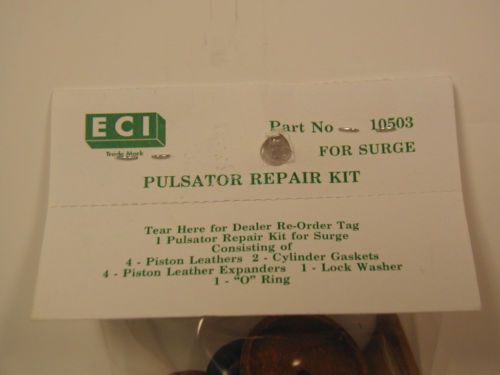 ECI
Trade Mark
Part No 10503
FOR SURGE
PULSATOR REPAIR KIT
Tear Here for Dealer Re-Order Tag
1 Pulsator Repair Kit for Surge
Consisting of
4 - Piston Leathers 2 - Cylinder Gaskets
4 - Piston Leather Expanders 1 - Lock Washer
1 - "O" Ring